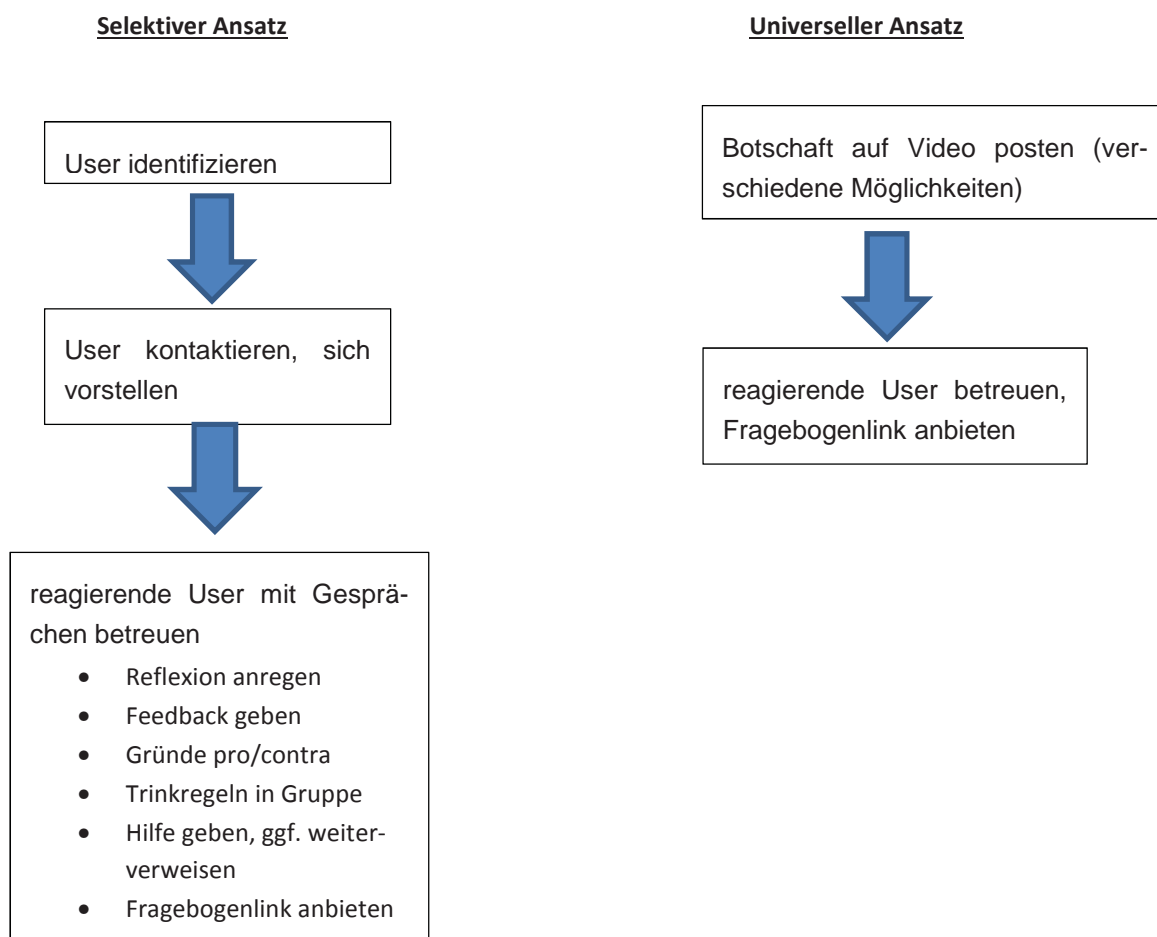 Selektiver Ansatz
User identifizieren
User kontaktieren, sich
vorstellen
reagierende User mit Gesprä-
chen betreuen
• Reflexion anregen
• Feedback geben
• Gründe pro/contra
• Trinkregeln in Gruppe
• Hilfe geben, ggf. weiter-
verweisen
• Fragebogenlink anbieten
Universeller Ansatz
Botschaft auf Video posten (ver-
schiedene Möglichkeiten)
reagierende User betreuen,
Fragebogenlink anbieten